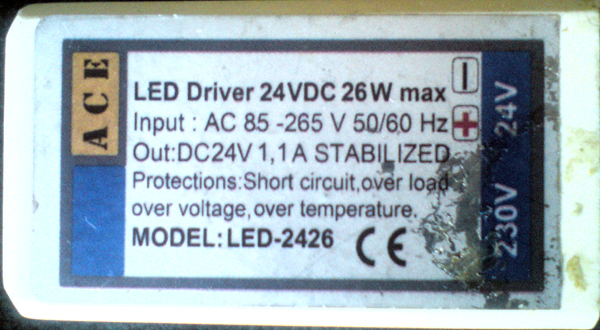 ACE
LED Driver 24VDC 26W max
Input : AC 85 -265 V 50/60 Hz
Out:DC24V 1,1A STABILIZED
Protections:Short circuit,over load
over voltage,over temperature.
MODEL:LED-2426 CE
-
+
24V
230V